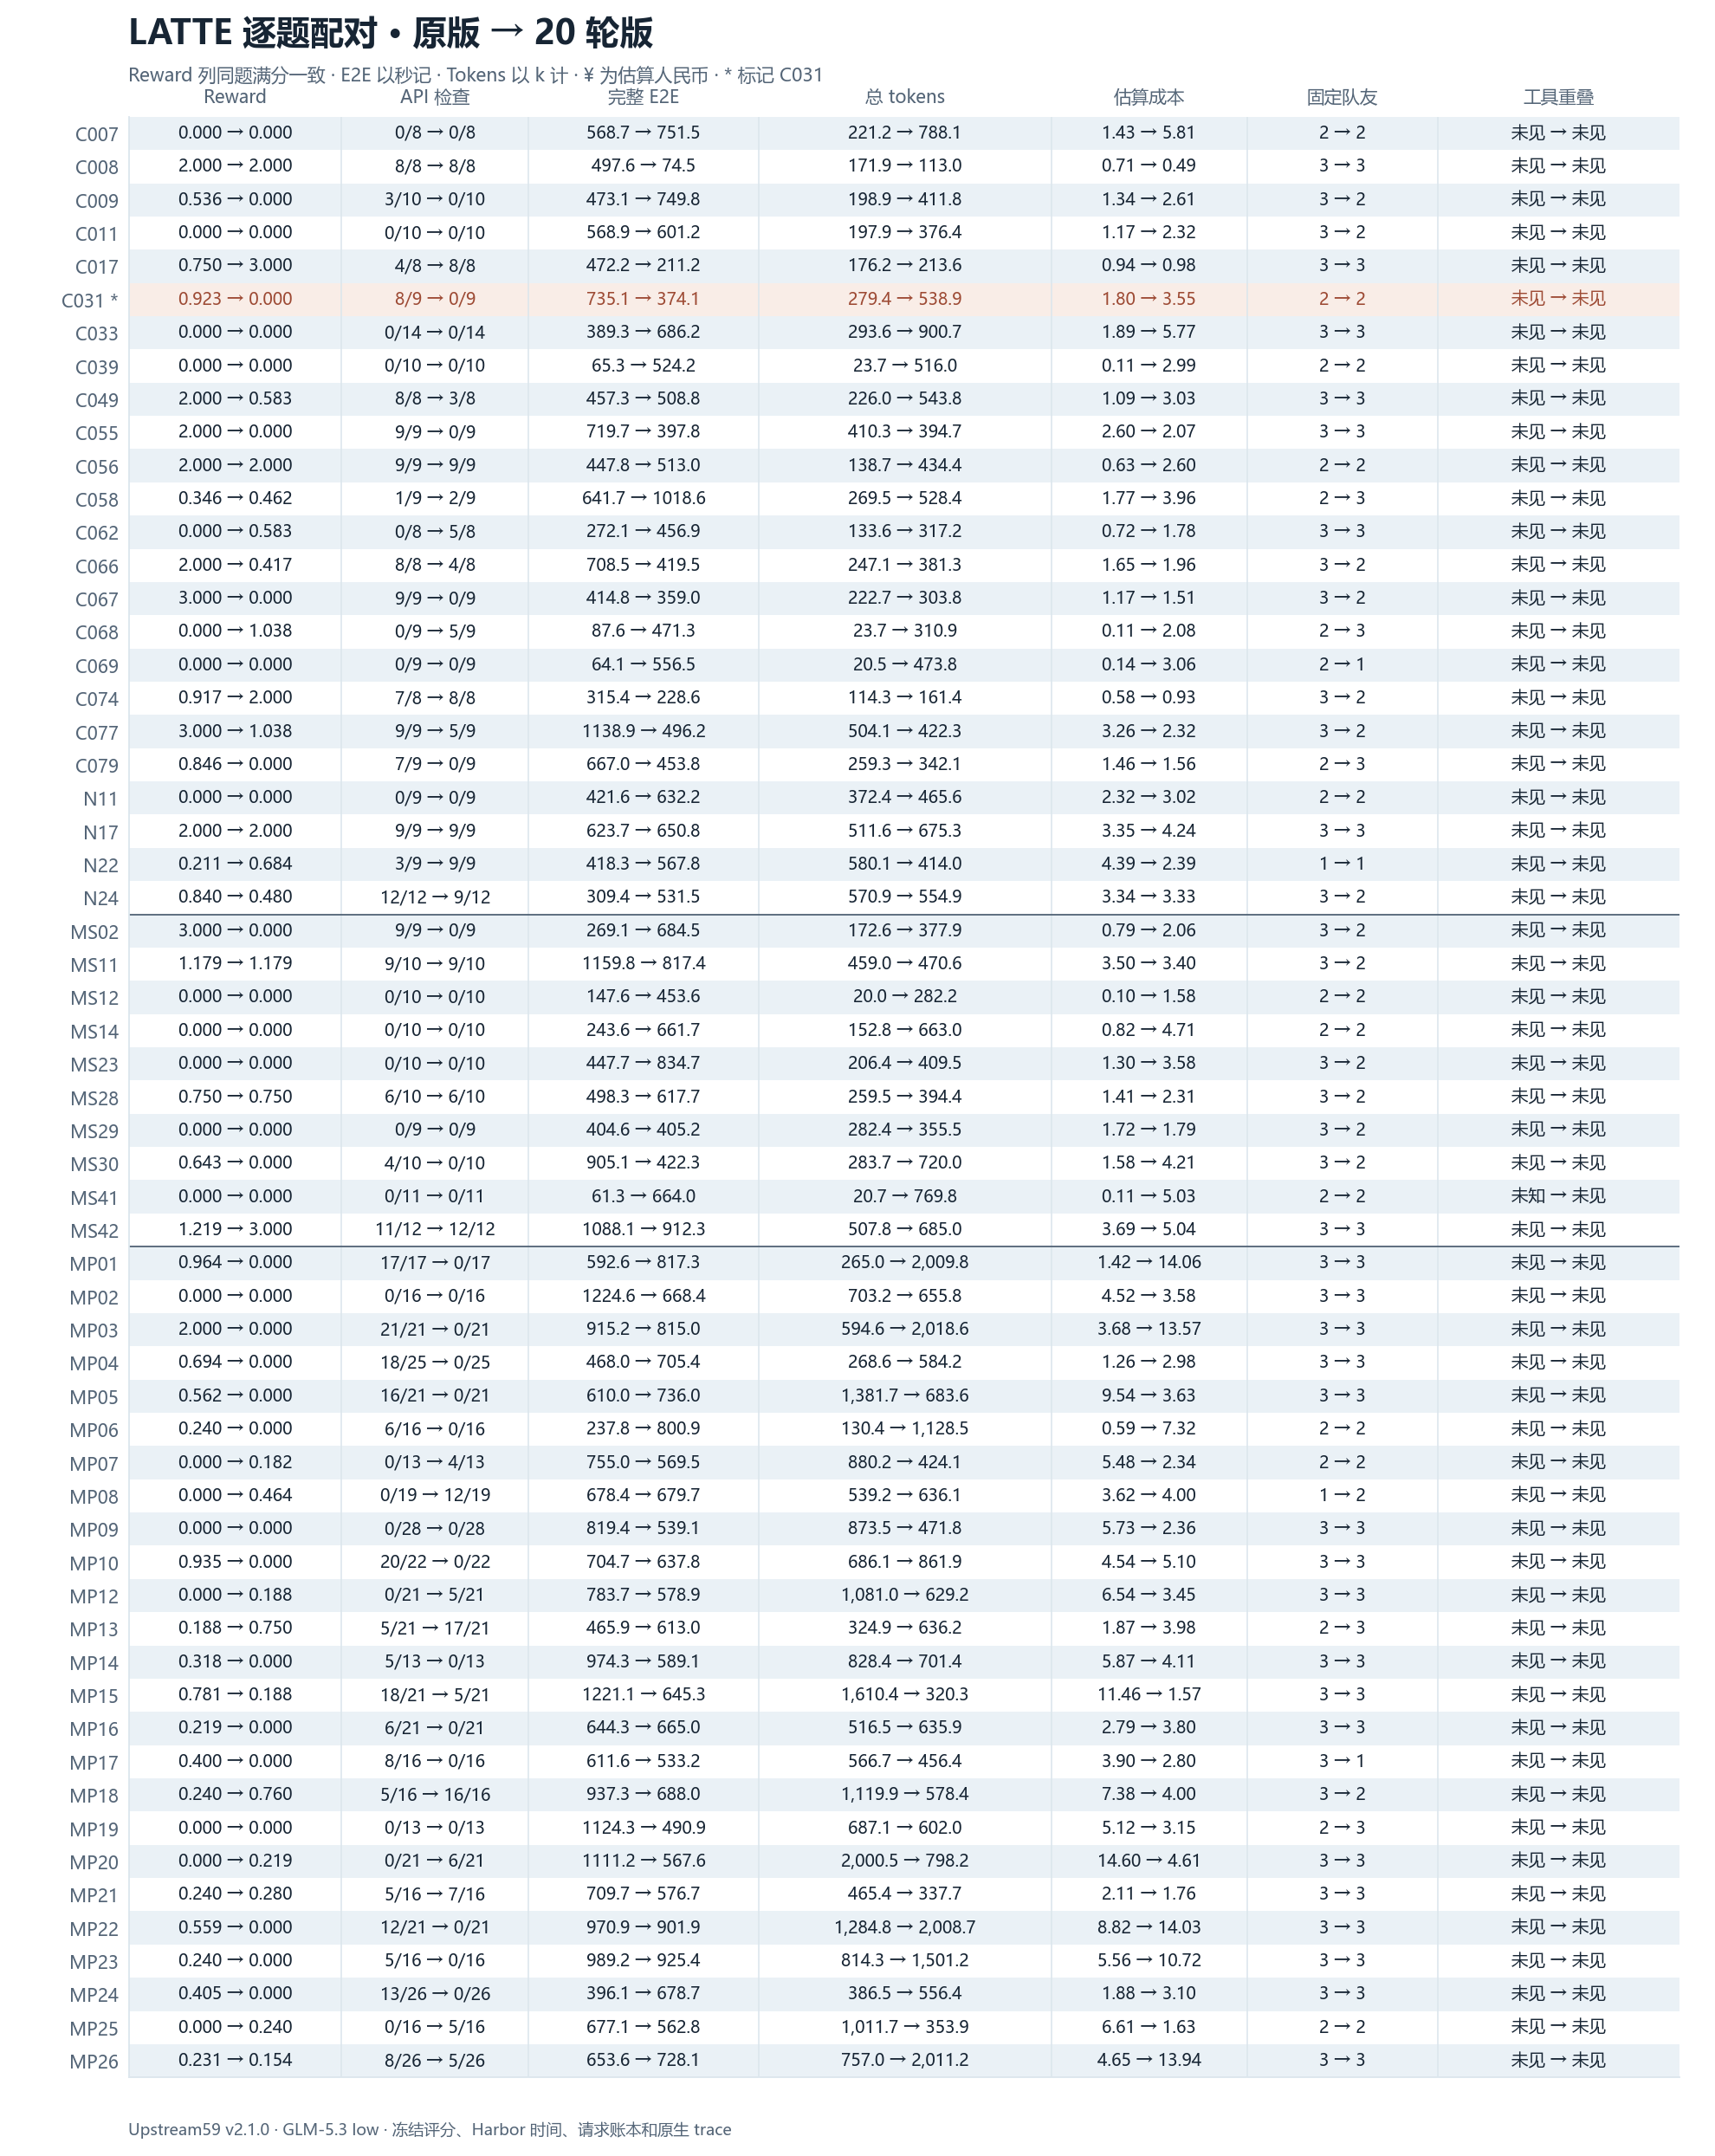 LATTE 逐题配对 • 原版 → 20 轮版
Reward 列同题满分一致 · E2E 以秒记 · Tokens 以 k 计 · ¥ 为估算人民币 · * 标记 C031
Reward API 检查 完整 E2E 总 tokens 估算成本 固定队友 工具重叠
C007 0.000 → 0.000 0/8 → 0/8 568.7 → 751.5 221.2 → 788.1 1.43 → 5.81 2 → 2 未见 → 未见
C008 2.000 → 2.000 8/8 → 8/8 497.6 → 74.5 171.9 → 113.0 0.71 → 0.49 3 → 3 未见 → 未见
C009 0.536 → 0.000 3/10 → 0/10 473.1 → 749.8 198.9 → 411.8 1.34 → 2.61 3 → 2 未见 → 未见
C011 0.000 → 0.000 0/10 → 0/10 568.9 → 601.2 197.9 → 376.4 1.17 → 2.32 3 → 2 未见 → 未见
C017 0.750 → 3.000 4/8 → 8/8 472.2 → 211.2 176.2 → 213.6 0.94 → 0.98 3 → 3 未见 → 未见
C031 * 0.923 → 0.000 8/9 → 0/9 735.1 → 374.1 279.4 → 538.9 1.80 → 3.55 2 → 2 未见 → 未见
C033 0.000 → 0.000 0/14 → 0/14 389.3 → 686.2 293.6 → 900.7 1.89 → 5.77 3 → 3 未见 → 未见
C039 0.000 → 0.000 0/10 → 0/10 65.3 → 524.2 23.7 → 516.0 0.11 → 2.99 2 → 2 未见 → 未见
C049 2.000 → 0.583 8/8 → 3/8 457.3 → 508.8 226.0 → 543.8 1.09 → 3.03 3 → 3 未见 → 未见
C055 2.000 → 0.000 9/9 → 0/9 719.7 → 397.8 410.3 → 394.7 2.60 → 2.07 3 → 3 未见 → 未见
C056 2.000 → 2.000 9/9 → 9/9 447.8 → 513.0 138.7 → 434.4 0.63 → 2.60 2 → 2 未见 → 未见
C058 0.346 → 0.462 1/9 → 2/9 641.7 → 1018.6 269.5 → 528.4 1.77 → 3.96 2 → 3 未见 → 未见
C062 0.000 → 0.583 0/8 → 5/8 272.1 → 456.9 133.6 → 317.2 0.72 → 1.78 3 → 3 未见 → 未见
C066 2.000 → 0.417 8/8 → 4/8 708.5 → 419.5 247.1 → 381.3 1.65 → 1.96 3 → 2 未见 → 未见
C067 3.000 → 0.000 9/9 → 0/9 414.8 → 359.0 222.7 → 303.8 1.17 → 1.51 3 → 2 未见 → 未见
C068 0.000 → 1.038 0/9 → 5/9 87.6 → 471.3 23.7 → 310.9 0.11 → 2.08 2 → 3 未见 → 未见
C069 0.000 → 0.000 0/9 → 0/9 64.1 → 556.5 20.5 → 473.8 0.14 → 3.06 2 → 1 未见 → 未见
C074 0.917 → 2.000 7/8 → 8/8 315.4 → 228.6 114.3 → 161.4 0.58 → 0.93 3 → 2 未见 → 未见
C077 3.000 → 1.038 9/9 → 5/9 1138.9 → 496.2 504.1 → 422.3 3.26 → 2.32 3 → 2 未见 → 未见
C079 0.846 → 0.000 7/9 → 0/9 667.0 → 453.8 259.3 → 342.1 1.46 → 1.56 2 → 3 未见 → 未见
N11 0.000 → 0.000 0/9 → 0/9 421.6 → 632.2 372.4 → 465.6 2.32 → 3.02 2 → 2 未见 → 未见
N17 2.000 → 2.000 9/9 → 9/9 623.7 → 650.8 511.6 → 675.3 3.35 → 4.24 3 → 3 未见 → 未见
N22 0.211 → 0.684 3/9 → 9/9 418.3 → 567.8 580.1 → 414.0 4.39 → 2.39 1 → 1 未见 → 未见
N24 0.840 → 0.480 12/12 → 9/12 309.4 → 531.5 570.9 → 554.9 3.34 → 3.33 3 → 2 未见 → 未见
MS02 3.000 → 0.000 9/9 → 0/9 269.1 → 684.5 172.6 → 377.9 0.79 → 2.06 3 → 2 未见 → 未见
MS11 1.179 → 1.179 9/10 → 9/10 1159.8 → 817.4 459.0 → 470.6 3.50 → 3.40 3 → 2 未见 → 未见
MS12 0.000 → 0.000 0/10 → 0/10 147.6 → 453.6 20.0 → 282.2 0.10 → 1.58 2 → 2 未见 → 未见
MS14 0.000 → 0.000 0/10 → 0/10 243.6 → 661.7 152.8 → 663.0 0.82 → 4.71 2 → 2 未见 → 未见
MS23 0.000 → 0.000 0/10 → 0/10 447.7 → 834.7 206.4 → 409.5 1.30 → 3.58 3 → 2 未见 → 未见
MS28 0.750 → 0.750 6/10 → 6/10 498.3 → 617.7 259.5 → 394.4 1.41 → 2.31 3 → 2 未见 → 未见
MS29 0.000 → 0.000 0/9 → 0/9 404.6 → 405.2 282.4 → 355.5 1.72 → 1.79 3 → 2 未见 → 未见
MS30 0.643 → 0.000 4/10 → 0/10 905.1 → 422.3 283.7 → 720.0 1.58 → 4.21 3 → 2 未见 → 未见
MS41 0.000 → 0.000 0/11 → 0/11 61.3 → 664.0 20.7 → 769.8 0.11 → 5.03 2 → 2 未知 → 未见
MS42 1.219 → 3.000 11/12 → 12/12 1088.1 → 912.3 507.8 → 685.0 3.69 → 5.04 3 → 3 未见 → 未见
MP01 0.964 → 0.000 17/17 → 0/17 592.6 → 817.3 265.0 → 2,009.8 1.42 → 14.06 3 → 3 未见 → 未见
MP02 0.000 → 0.000 0/16 → 0/16 1224.6 → 668.4 703.2 → 655.8 4.52 → 3.58 3 → 3 未见 → 未见
MP03 2.000 → 0.000 21/21 → 0/21 915.2 → 815.0 594.6 → 2,018.6 3.68 → 13.57 3 → 3 未见 → 未见
MP04 0.694 → 0.000 18/25 → 0/25 468.0 → 705.4 268.6 → 584.2 1.26 → 2.98 3 → 3 未见 → 未见
MP05 0.562 → 0.000 16/21 → 0/21 610.0 → 736.0 1,381.7 → 683.6 9.54 → 3.63 3 → 3 未见 → 未见
MP06 0.240 → 0.000 6/16 → 0/16 237.8 → 800.9 130.4 → 1,128.5 0.59 → 7.32 2 → 2 未见 → 未见
MP07 0.000 → 0.182 0/13 → 4/13 755.0 → 569.5 880.2 → 424.1 5.48 → 2.34 2 → 2 未见 → 未见
MP08 0.000 → 0.464 0/19 → 12/19 678.4 → 679.7 539.2 → 636.1 3.62 → 4.00 1 → 2 未见 → 未见
MP09 0.000 → 0.000 0/28 → 0/28 819.4 → 539.1 873.5 → 471.8 5.73 → 2.36 3 → 3 未见 → 未见
MP10 0.935 → 0.000 20/22 → 0/22 704.7 → 637.8 686.1 → 861.9 4.54 → 5.10 3 → 3 未见 → 未见
MP12 0.000 → 0.188 0/21 → 5/21 783.7 → 578.9 1,081.0 → 629.2 6.54 → 3.45 3 → 3 未见 → 未见
MP13 0.188 → 0.750 5/21 → 17/21 465.9 → 613.0 324.9 → 636.2 1.87 → 3.98 2 → 3 未见 → 未见
MP14 0.318 → 0.000 5/13 → 0/13 974.3 → 589.1 828.4 → 701.4 5.87 → 4.11 3 → 3 未见 → 未见
MP15 0.781 → 0.188 18/21 → 5/21 1221.1 → 645.3 1,610.4 → 320.3 11.46 → 1.57 3 → 3 未见 → 未见
MP16 0.219 → 0.000 6/21 → 0/21 644.3 → 665.0 516.5 → 635.9 2.79 → 3.80 3 → 3 未见 → 未见
MP17 0.400 → 0.000 8/16 → 0/16 611.6 → 533.2 566.7 → 456.4 3.90 → 2.80 3 → 1 未见 → 未见
MP18 0.240 → 0.760 5/16 → 16/16 937.3 → 688.0 1,119.9 → 578.4 7.38 → 4.00 3 → 2 未见 → 未见
MP19 0.000 → 0.000 0/13 → 0/13 1124.3 → 490.9 687.1 → 602.0 5.12 → 3.15 2 → 3 未见 → 未见
MP20 0.000 → 0.219 0/21 → 6/21 1111.2 → 567.6 2,000.5 → 798.2 14.60 → 4.61 3 → 3 未见 → 未见
MP21 0.240 → 0.280 5/16 → 7/16 709.7 → 576.7 465.4 → 337.7 2.11 → 1.76 3 → 3 未见 → 未见
MP22 0.559 → 0.000 12/21 → 0/21 970.9 → 901.9 1,284.8 → 2,008.7 8.82 → 14.03 3 → 3 未见 → 未见
MP23 0.240 → 0.000 5/16 → 0/16 989.2 → 925.4 814.3 → 1,501.2 5.56 → 10.72 3 → 3 未见 → 未见
MP24 0.405 → 0.000 13/26 → 0/26 396.1 → 678.7 386.5 → 556.4 1.88 → 3.10 3 → 3 未见 → 未见
MP25 0.000 → 0.240 0/16 → 5/16 677.1 → 562.8 1,011.7 → 353.9 6.61 → 1.63 2 → 2 未见 → 未见
MP26 0.231 → 0.154 8/26 → 5/26 653.6 → 728.1 757.0 → 2,011.2 4.65 → 13.94 3 → 3 未见 → 未见
Upstream59 v2.1.0 · GLM-5.3 low · 冻结评分、Harbor 时间、请求账本和原生 trace